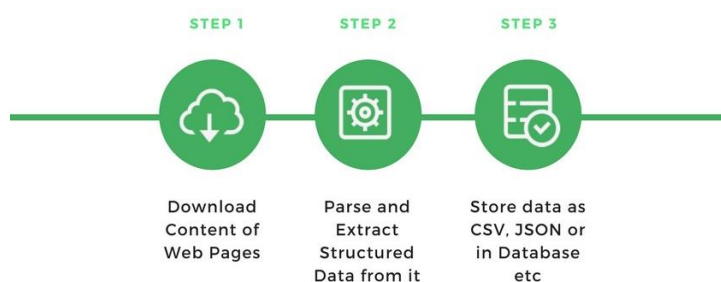 STEP 1
STEP 2
STEP 3
Download
Content of
Web Pages
Parse and
Extract
Structured
Data from it
Store data as
CSV, JSON or
in Database
etc